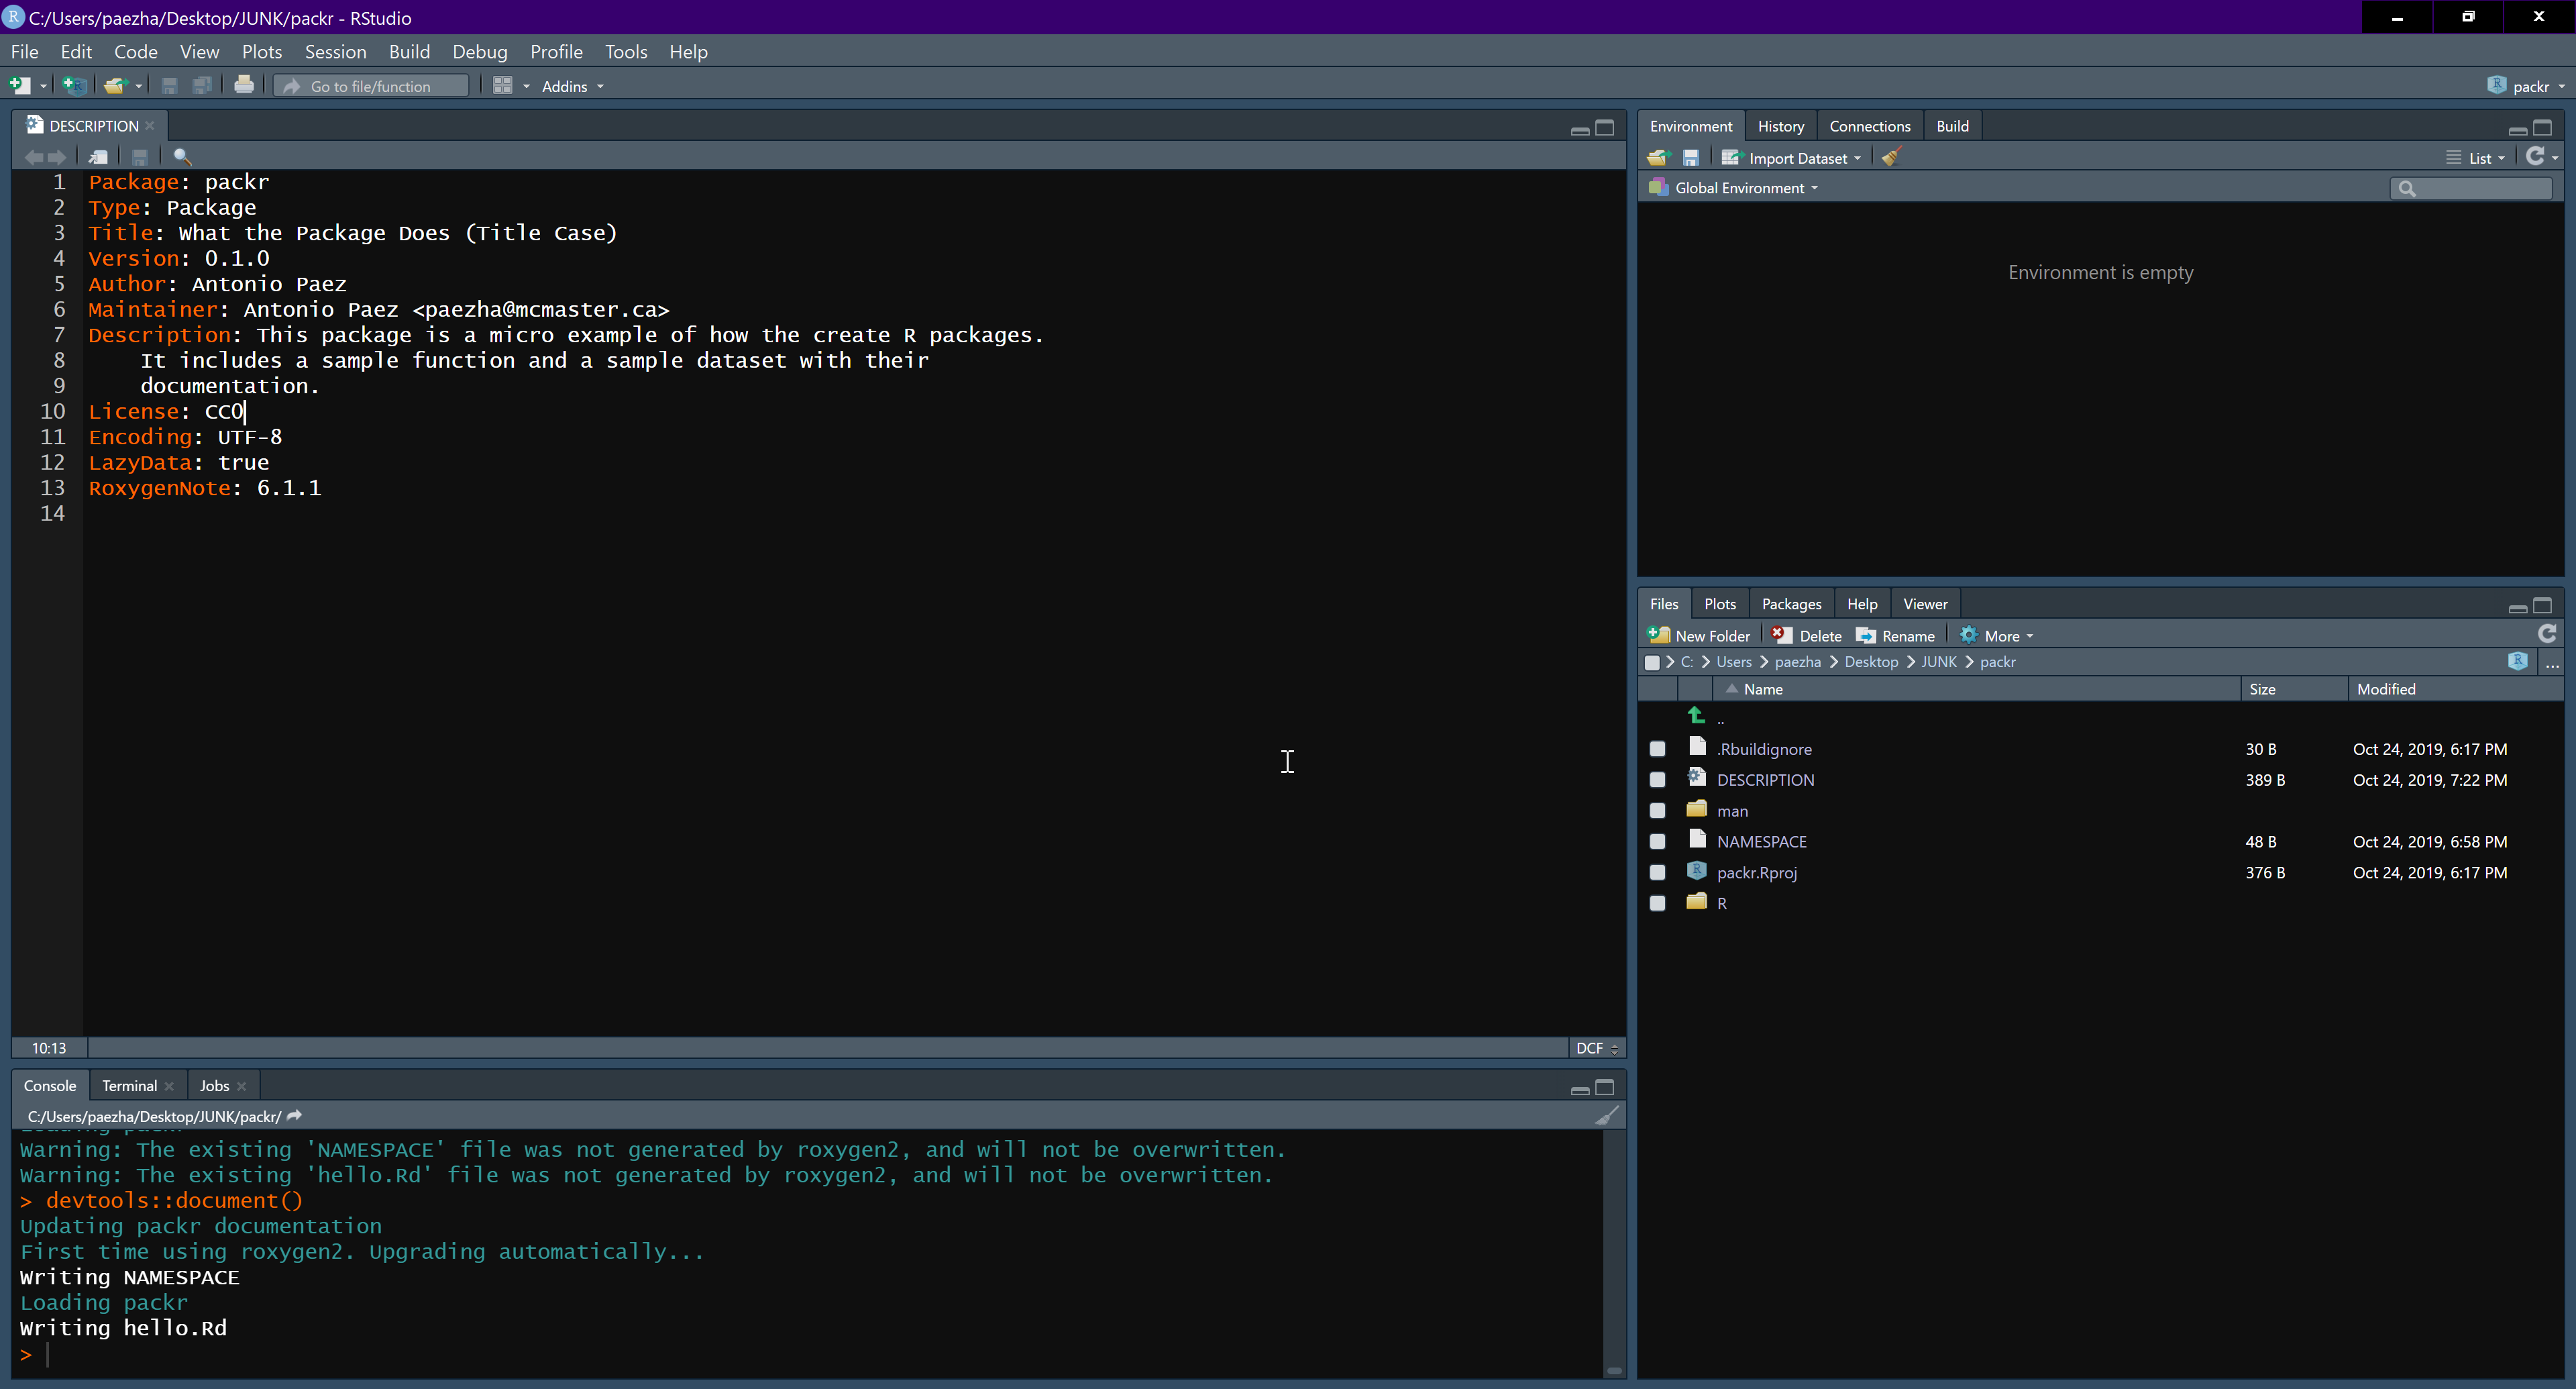 C:/Users/paezha/Desktop/JUNK/packr - RStudio
File Edit Code View Plots Session Build Debug Profile Tools Help
Go to file/function Addins packr
DESCRIPTION
1 Package: packr
2 Type: Package
3 Title: What the Package Does (Title Case)
4 Version: 0.1.0
5 Author: Antonio Paez
6 Maintainer: Antonio Paez <paezha@mcmaster.ca>
7 Description: This package is a micro example of how the create R packages.
8 It includes a sample function and a sample dataset with their
9 documentation.
10 License: CC0
11 Encoding: UTF-8
12 LazyData: true
13 RoxygenNote: 6.1.1
14
10:13 DCF
Console Terminal Jobs
C:/Users/paezha/Desktop/JUNK/packr/
Warning: The existing 'NAMESPACE' file was not generated by roxygen2, and will not be overwritten.
Warning: The existing 'hello.Rd' file was not generated by roxygen2, and will not be overwritten.
> devtools::document()
Updating packr documentation
First time using roxygen2. Upgrading automatically...
Writing NAMESPACE
Loading packr
Writing hello.Rd
>
Environment History Connections Build
Import Dataset List
Global Environment
Environment is empty
Files Plots Packages Help Viewer
New Folder Delete Rename More
C: Users paezha Desktop JUNK packr ...
Name Size Modified
..
.Rbuildignore 30 B Oct 24, 2019, 6:17 PM
DESCRIPTION 389 B Oct 24, 2019, 7:22 PM
man
NAMESPACE 48 B Oct 24, 2019, 6:58 PM
packr.Rproj 376 B Oct 24, 2019, 6:17 PM
R